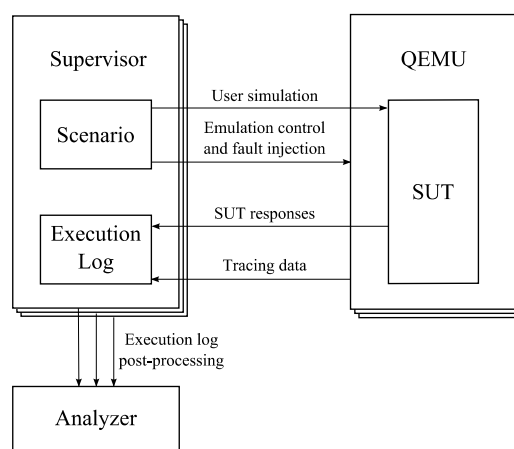 Supervisor
QEMU
User simulation
Scenario
Emulation control
and fault injection
SUT
SUT responses
Execution
Log
Tracing data
Execution log
post-processing
Analyzer